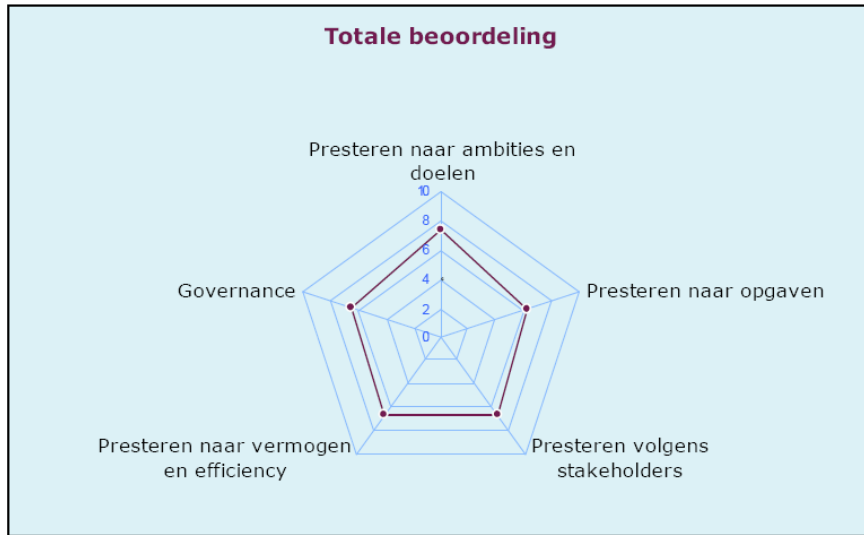 Totale beoordeling
Presteren naar ambities en
doelen
10
8
6
4
2
0
Governance
Presteren naar opgaven
Presteren naar vermogen
en efficiency
Presteren volgens
stakeholders